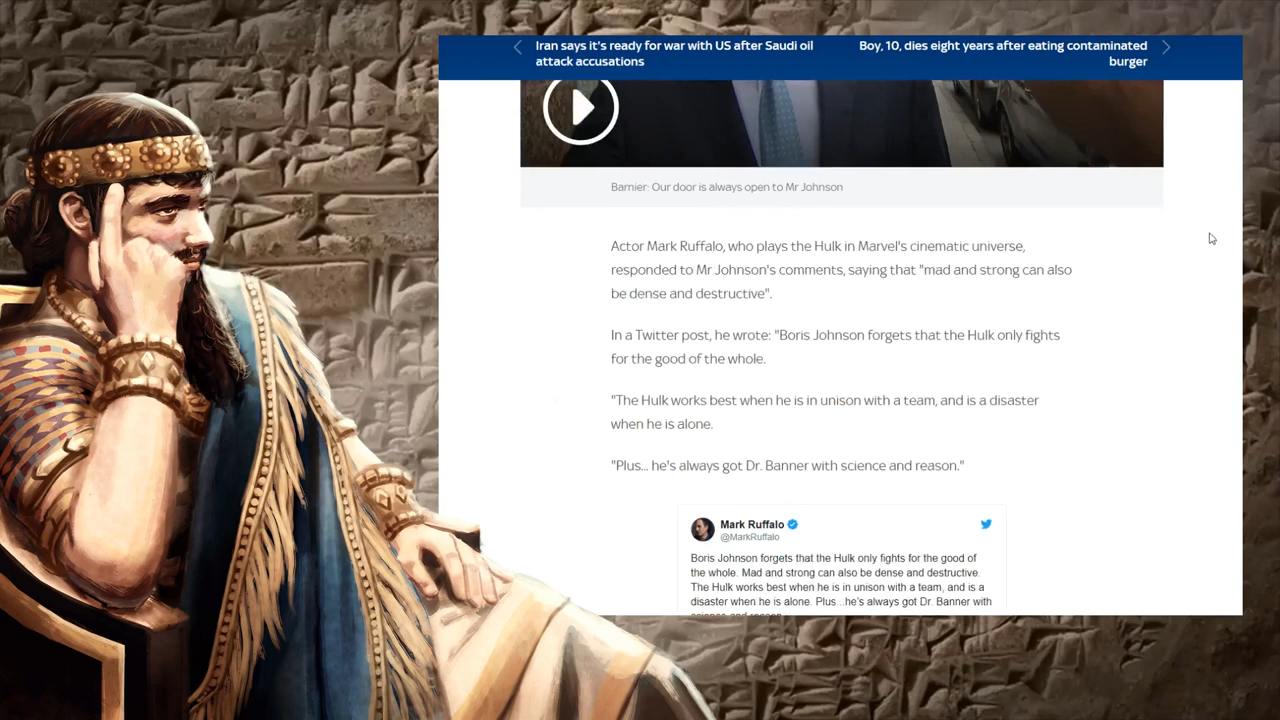 Iran says it's ready for war with US after Saudi oil
attack accusations
Boy, 10, dies eight years after eating contaminated
burger
Barnier: Our door is always open to Mr Johnson
Actor Mark Ruffalo, who plays the Hulk in Marvel's cinematic universe,
responded to Mr Johnson's comments, saying that "mad and strong can also
be dense and destructive".
In a Twitter post, he wrote: "Boris Johnson forgets that the Hulk only fights
for the good of the whole.
"The Hulk works best when he is in unison with a team, and is a disaster
when he is alone.
"Plus... he's always got Dr. Banner with science and reason."
Mark Ruffalo
@MarkRuffalo
Boris Johnson forgets that the Hulk only fights for the good of
the whole. Mad and strong can also be dense and destructive.
The Hulk works best when he is in unison with a team, and is a
disaster when he is alone. Plus...he's always got Dr. Banner with